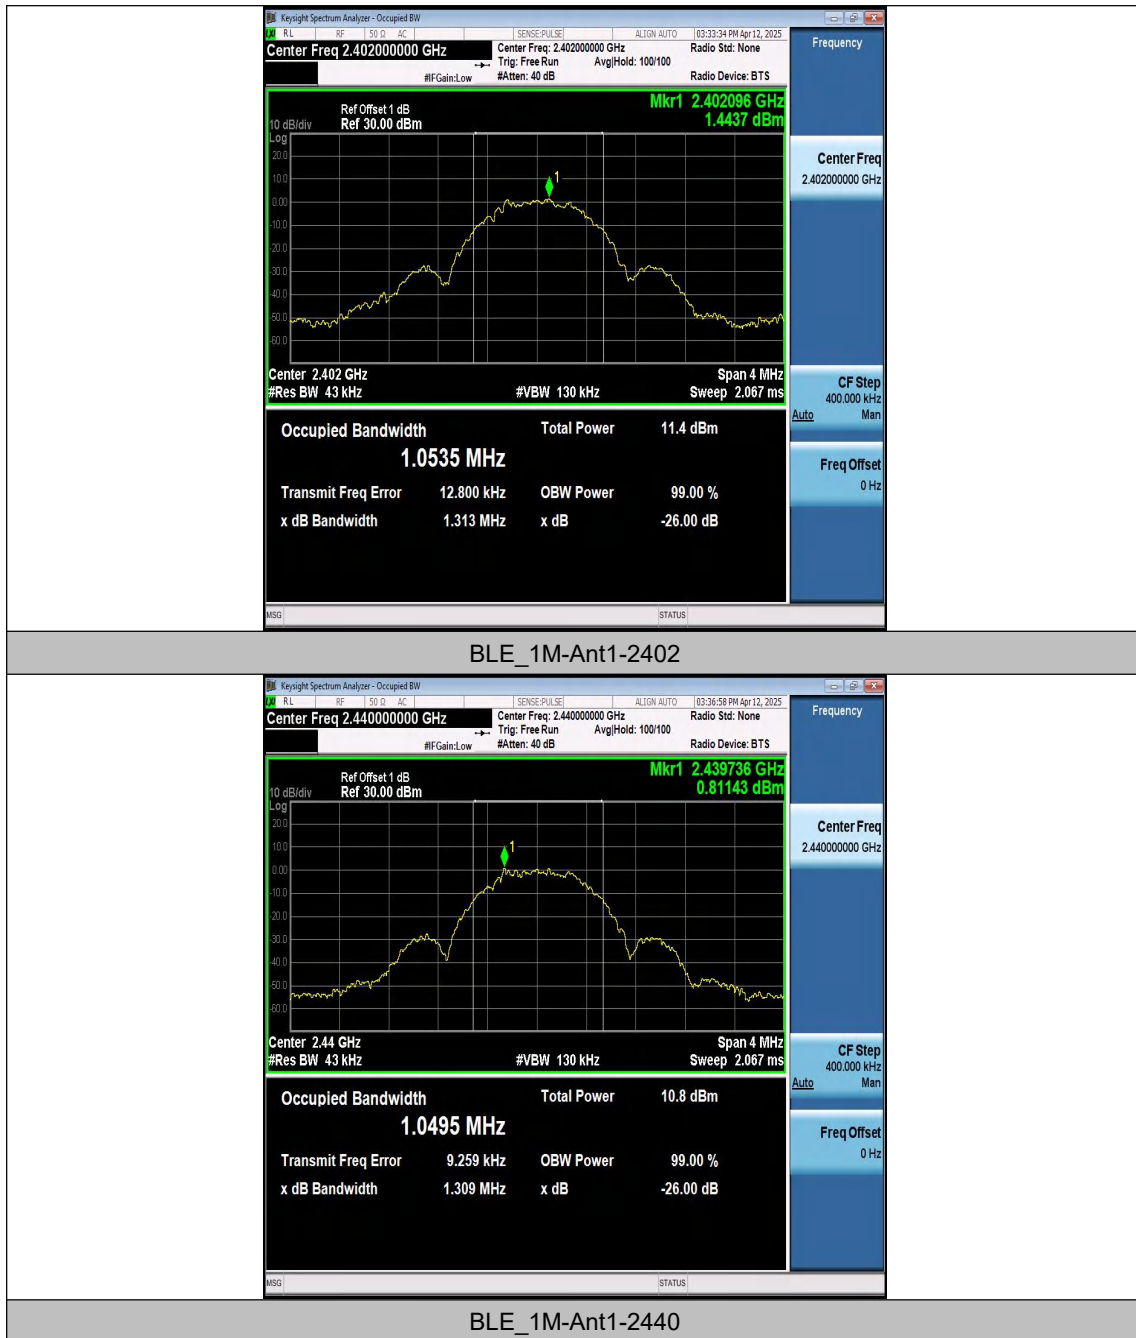 Keysight Spectrum Analyzer - Occupied BW
LXI RL RF 50 Ω AC SENSE:PULSE ALIGN AUTO 03:33:34 PM Apr 12, 2025
Center Freq 2.402000000 GHz
Center Freq: 2.402000000 GHz Radio Std: None
Trig: Free Run Avg|Hold: 100/100
#IFGain:Low #Atten: 40 dB Radio Device: BTS
Frequency
Mkr1 2.402096 GHz
1.4437 dBm
Ref Offset 1 dB
10 dB/div Ref 30.00 dBm
Log
20.0
10.0
0.00
-10.0
-20.0
-30.0
-40.0
-50.0
-60.0
1
Center Freq
2.402000000 GHz
Center 2.402 GHz Span 4 MHz
#Res BW 43 kHz #VBW 130 kHz Sweep 2.067 ms
CF Step
400.000 kHz
Auto Man
Freq Offset
0 Hz
Occupied Bandwidth Total Power 11.4 dBm
1.0535 MHz
Transmit Freq Error 12.800 kHz OBW Power 99.00 %
x dB Bandwidth 1.313 MHz x dB -26.00 dB
MSG STATUS
BLE_1M-Ant1-2402
Keysight Spectrum Analyzer - Occupied BW
LXI RL RF 50 Ω AC SENSE:PULSE ALIGN AUTO 03:36:58 PM Apr 12, 2025
Center Freq 2.440000000 GHz
Center Freq: 2.440000000 GHz Radio Std: None
Trig: Free Run Avg|Hold: 100/100
#IFGain:Low #Atten: 40 dB Radio Device: BTS
Frequency
Mkr1 2.439736 GHz
0.81143 dBm
Ref Offset 1 dB
10 dB/div Ref 30.00 dBm
Log
20.0
10.0
0.00
-10.0
-20.0
-30.0
-40.0
-50.0
-60.0
1
Center Freq
2.440000000 GHz
Center 2.44 GHz Span 4 MHz
#Res BW 43 kHz #VBW 130 kHz Sweep 2.067 ms
CF Step
400.000 kHz
Auto Man
Freq Offset
0 Hz
Occupied Bandwidth Total Power 10.8 dBm
1.0495 MHz
Transmit Freq Error 9.259 kHz OBW Power 99.00 %
x dB Bandwidth 1.309 MHz x dB -26.00 dB
MSG STATUS
BLE_1M-Ant1-2440